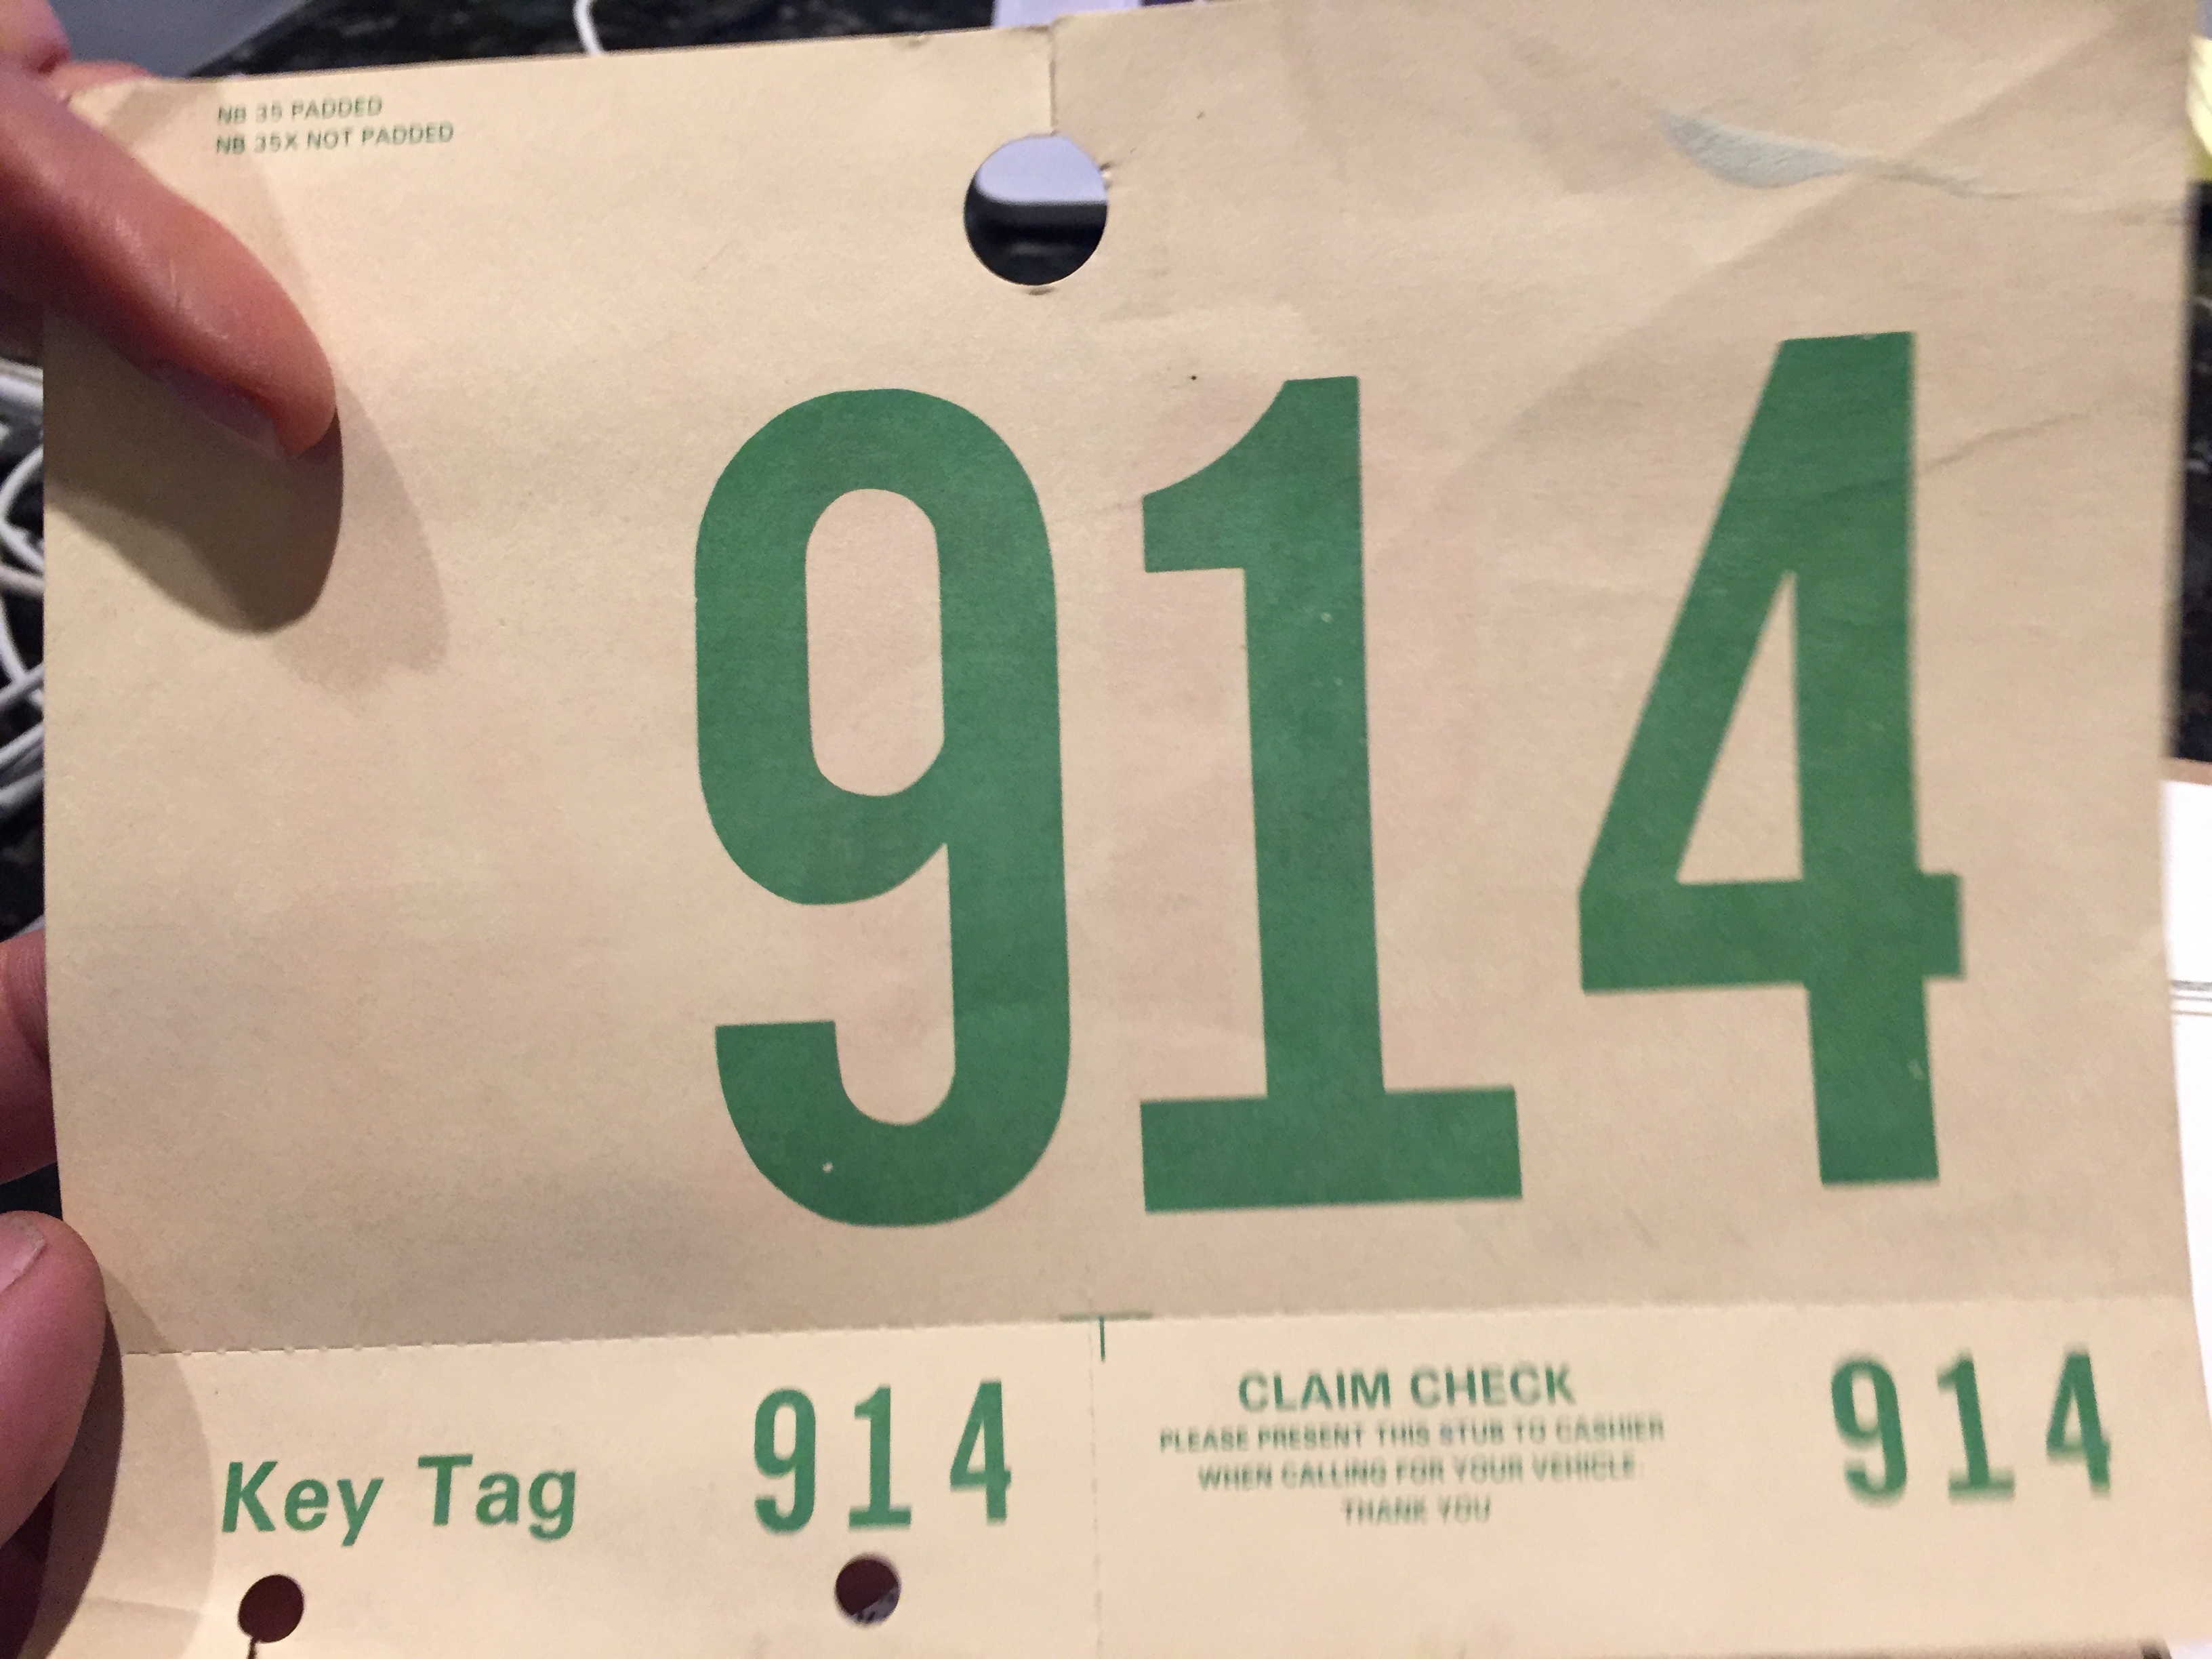 NB 35 PADDED
NB 35X NOT PADDED
914
Key Tag 914
CLAIM CHECK
PLEASE PRESENT THIS STUB TO CASHIER
WHEN CALLING FOR YOUR VEHICLE.
THANK YOU
914